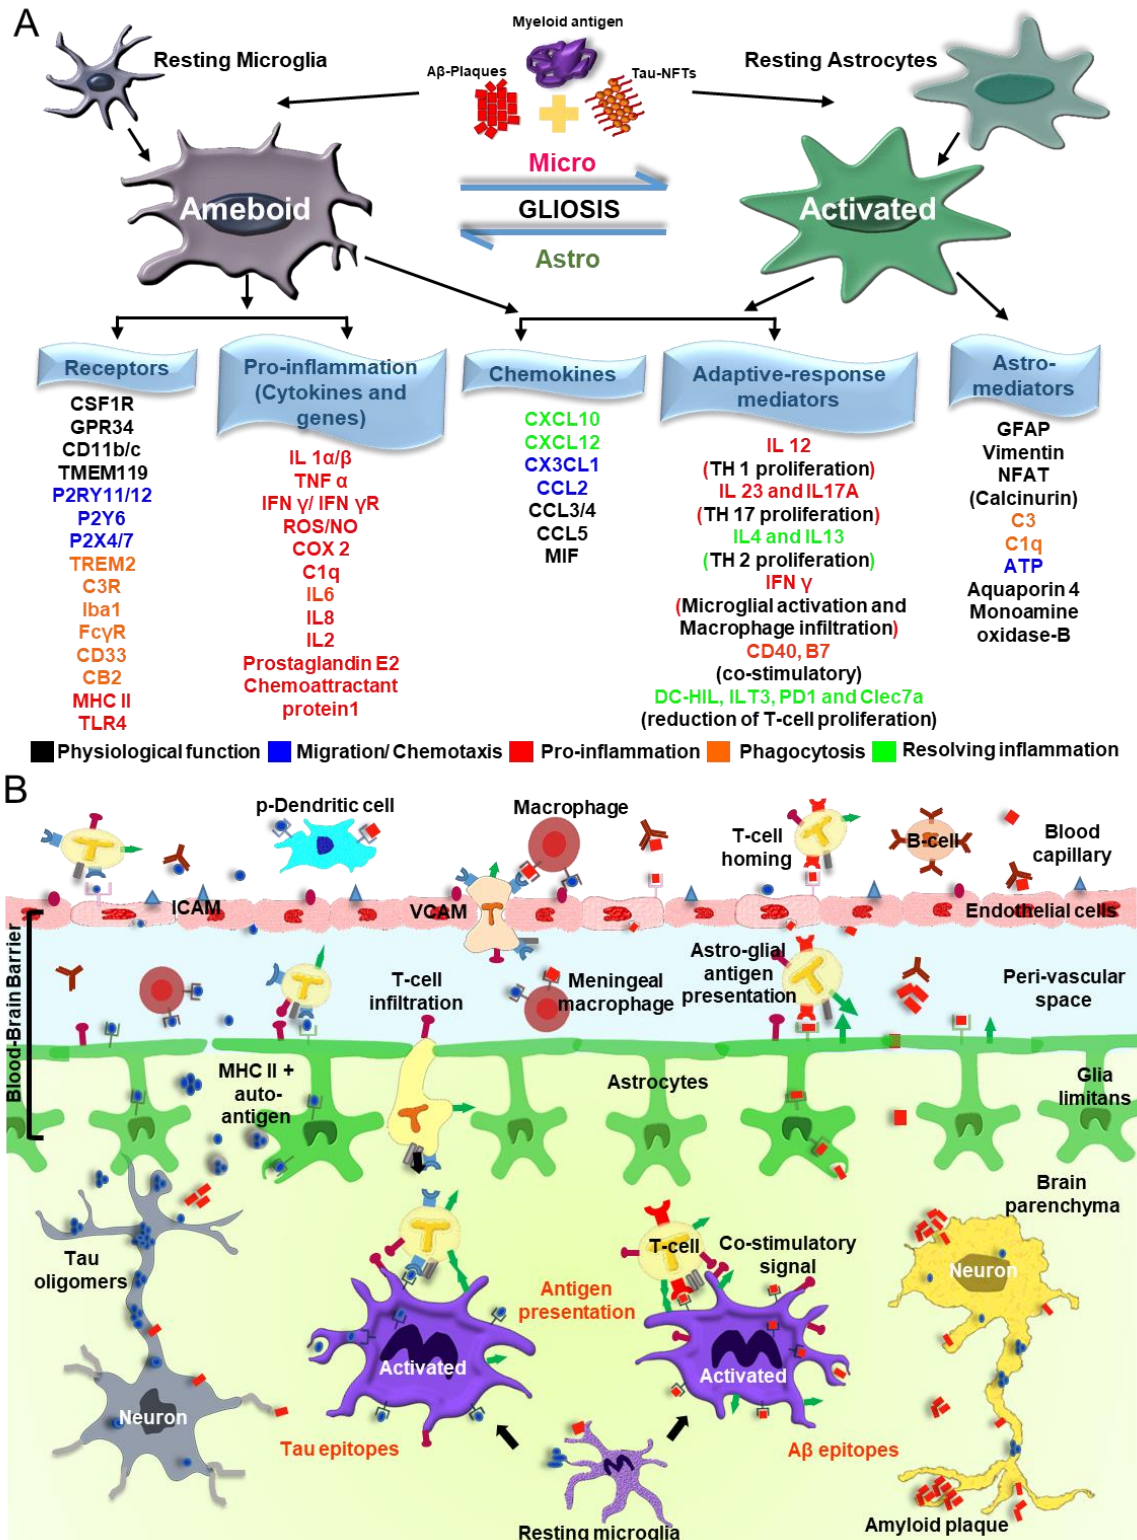 A
Myeloid antigen
Resting Microglia
Resting Astrocytes
Aβ-Plaques
Tau-NFTs
Micro
Ameboid
GLIOSIS
Activated
Astro
Receptors
CSF1R
GPR34
CD11b/c
TMEM119
P2RY11/12
P2Y6
P2X4/7
TREM2
C3R
Iba1
FcγR
CD33
CB2
MHC II
TLR4
Pro-inflammation
(Cytokines and
genes)
IL 1α/β
TNF α
IFN γ/ IFN γR
ROS/NO
COX 2
C1q
IL6
IL8
IL2
Prostaglandin E2
Chemoattractant
protein1
Chemokines
CXCL10
CXCL12
CX3CL1
CCL2
CCL3/4
CCL5
MIF
Adaptive-response
mediators
IL 12
(TH 1 proliferation)
IL 23 and IL17A
(TH 17 proliferation)
IL4 and IL13
(TH 2 proliferation)
IFN γ
(Microglial activation and
Macrophage infiltration)
CD40, B7
(co-stimulatory)
DC-HIL, ILT3, PD1 and Clec7a
(reduction of T-cell proliferation)
Astro-
mediators
GFAP
Vimentin
NFAT
(Calcinurin)
C3
C1q
ATP
Aquaporin 4
Monoamine
oxidase-B
Physiological function
Migration/ Chemotaxis
Pro-inflammation
Phagocytosis
Resolving inflammation
B
p-Dendritic cell
Macrophage
T-cell
homing
B-cell
Blood
capillary
T
T
ICAM
VCAM
T
Endothelial cells
Blood-Brain Barrier
T
T-cell
infiltration
Meningeal
macrophage
Astro-glial
antigen
presentation
T
Peri-vascular
space
MHC II +
auto-
antigen
T
Astrocytes
Glia
limitans
Brain
parenchyma
Tau
oligomers
T
T-cell
Co-stimulatory
signal
Neuron
Antigen
presentation
Activated
Activated
Neuron
Tau epitopes
Aβ epitopes
Amyloid plaque
Resting microglia